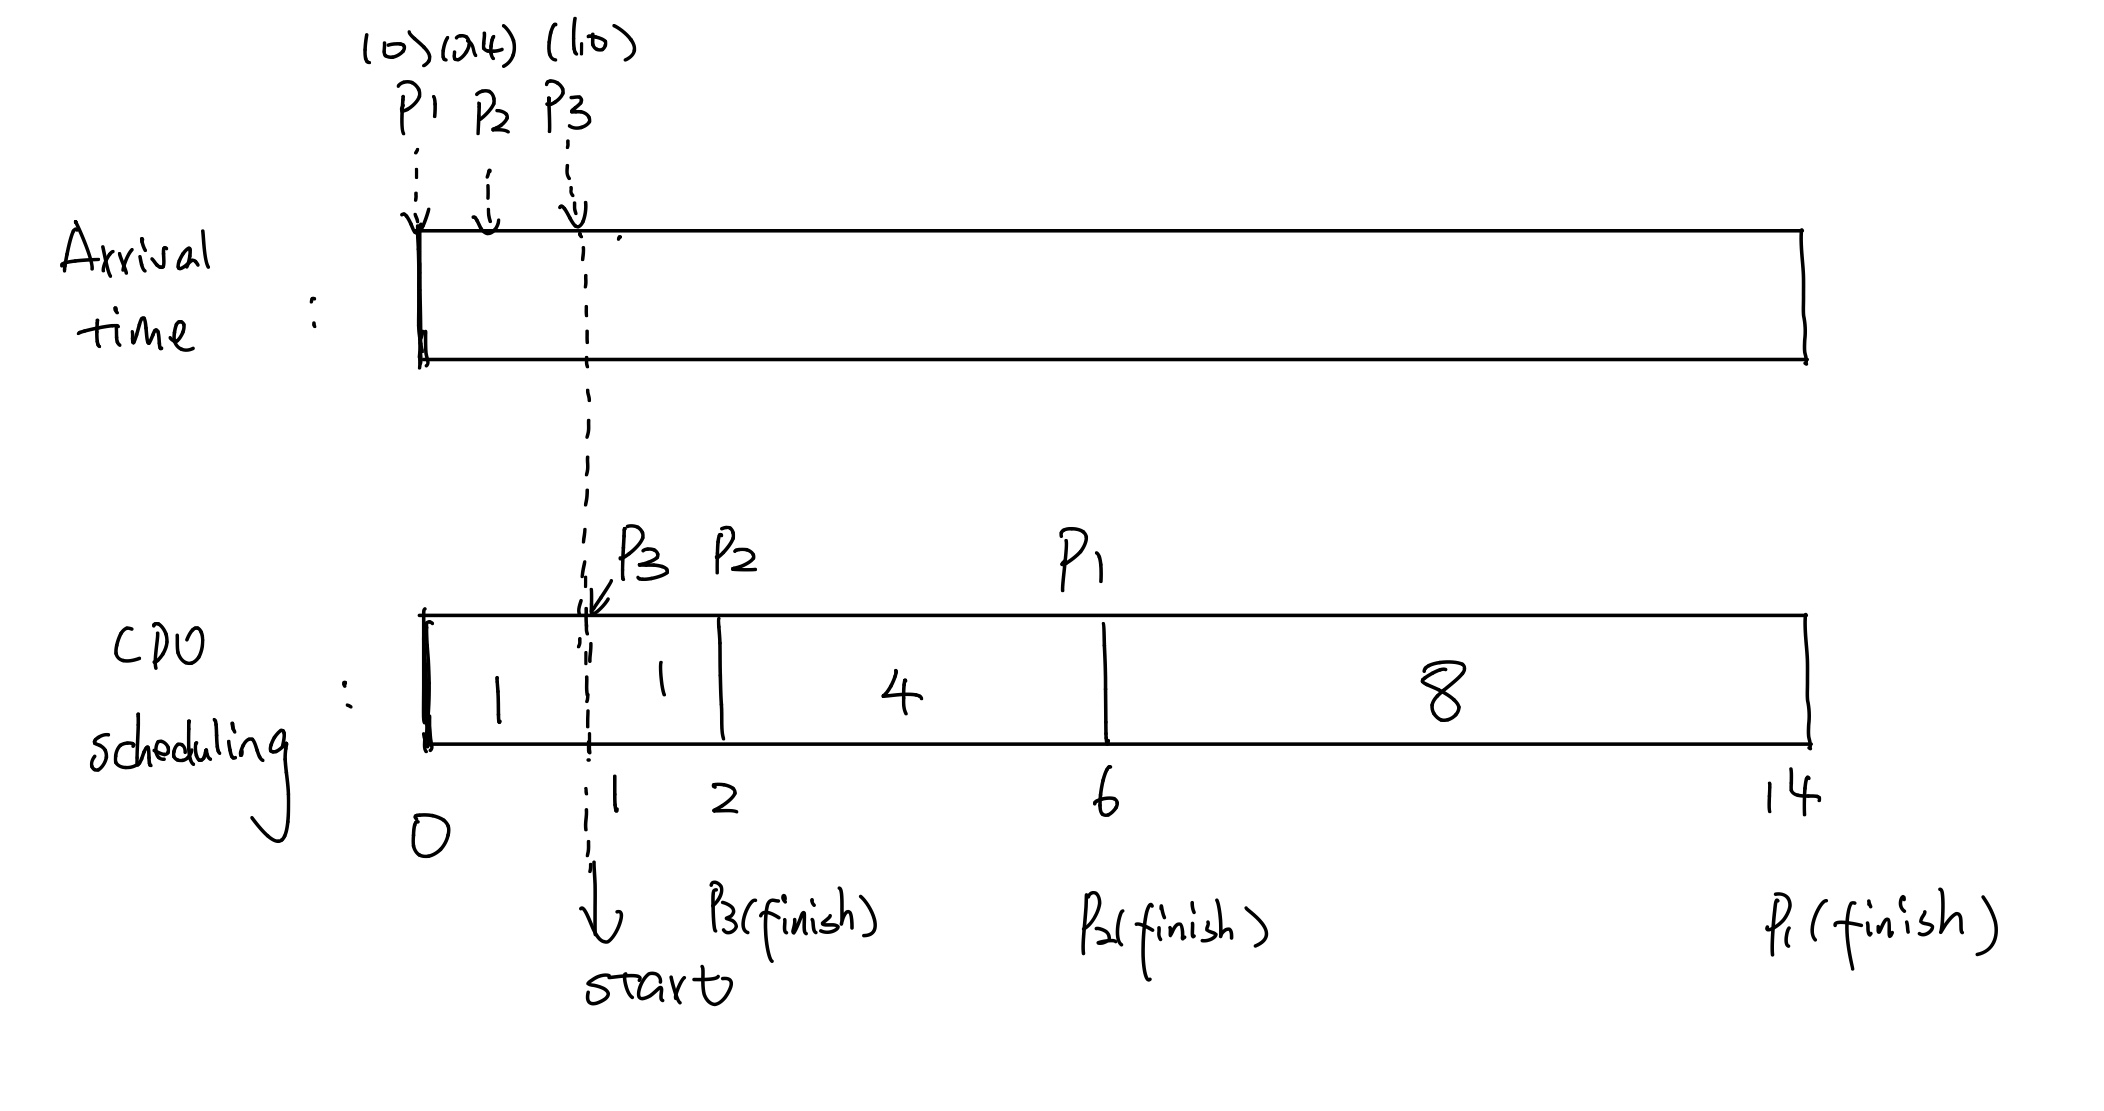 (0) (0.4) (1.0)
P1 P2 P3
Arrival
time :
P3 P2 P1
CPU
scheduling :
1 1 4 8
0 1 2 6 14
P3(finish) P2(finish) P1(finish)
start